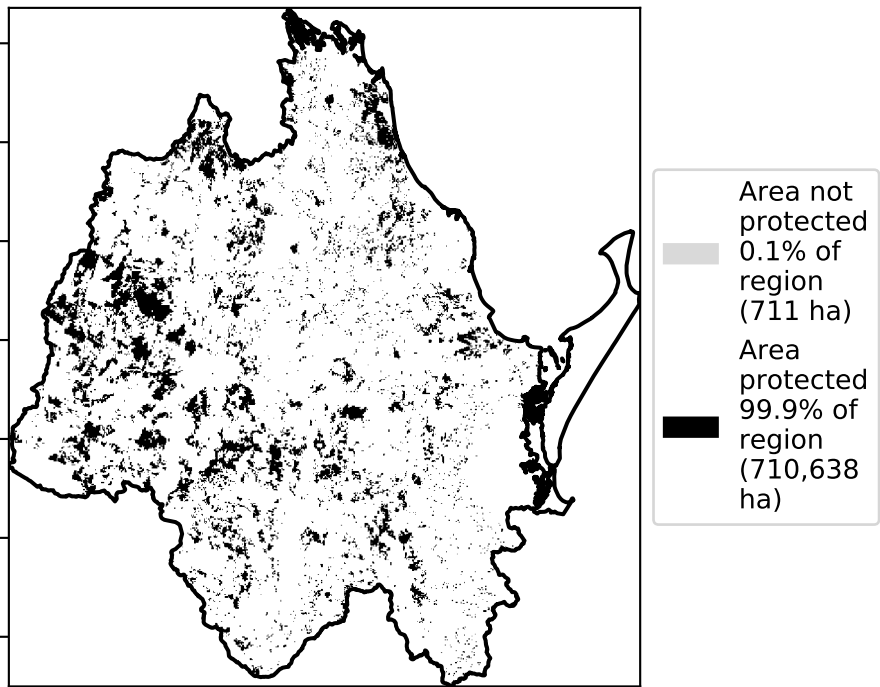 Area not
protected
0.1% of
region
(711 ha)
Area
protected
99.9% of
region
(710,638
ha)